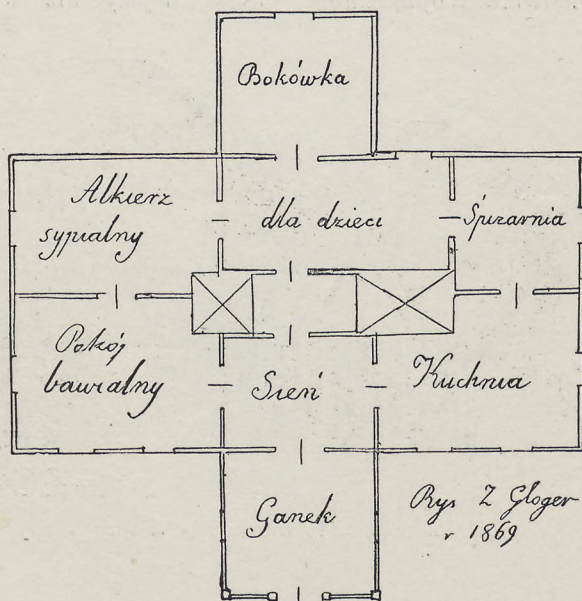 Bokówka
Alkierz
sypialny
dla dzieci
Śpiżarnia
Pokój
bawialny
Sień
Kuchnia
Ganek
Rys Z Gloger
r 1869